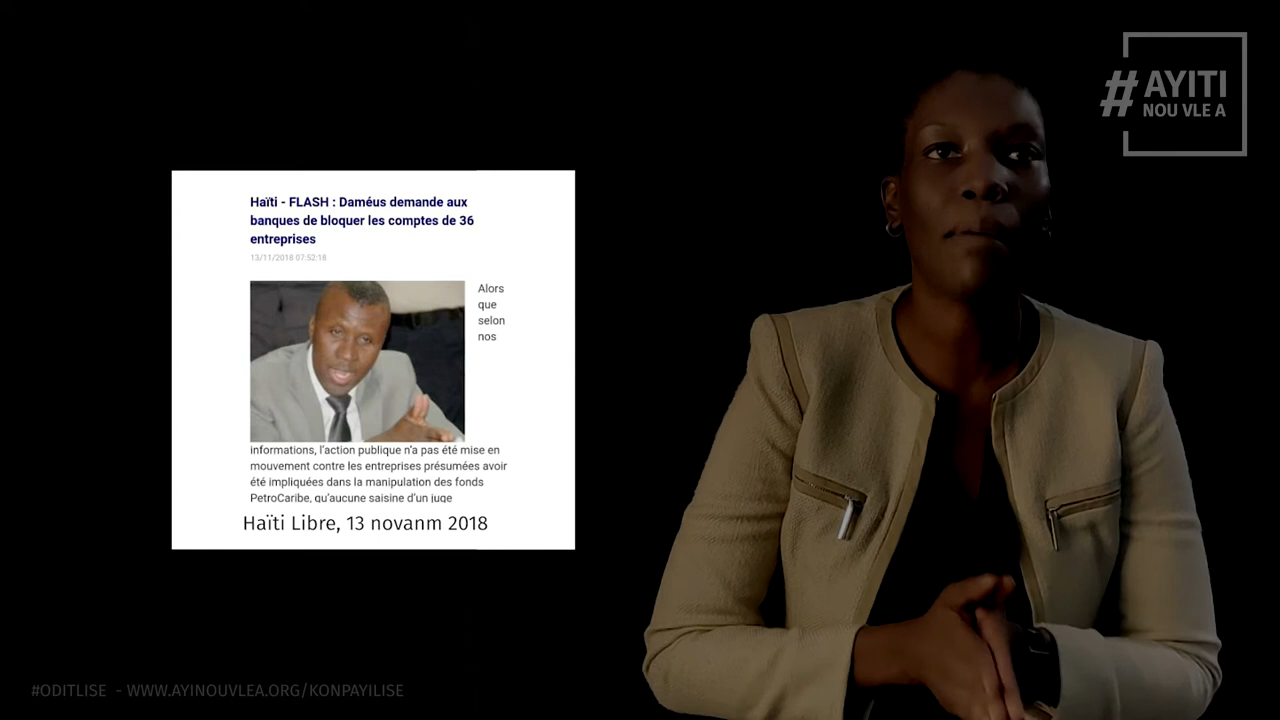 Haïti - FLASH : Daméus demande aux
banques de bloquer les comptes de 36
entreprises
13/11/2018 07:52:18
Alors
que
selon
nos
informations, l'action publique n'a pas été mise en
mouvement contre les entreprises présumées avoir
été impliquées dans la manipulation des fonds
PetroCaribe, qu'aucune saisine d'un juge
Haïti Libre, 13 novanm 2018
# AYITI
NOU VLE A
#ODITLISE - WWW.AYINOUVLEA.ORG/KONPAYILISE